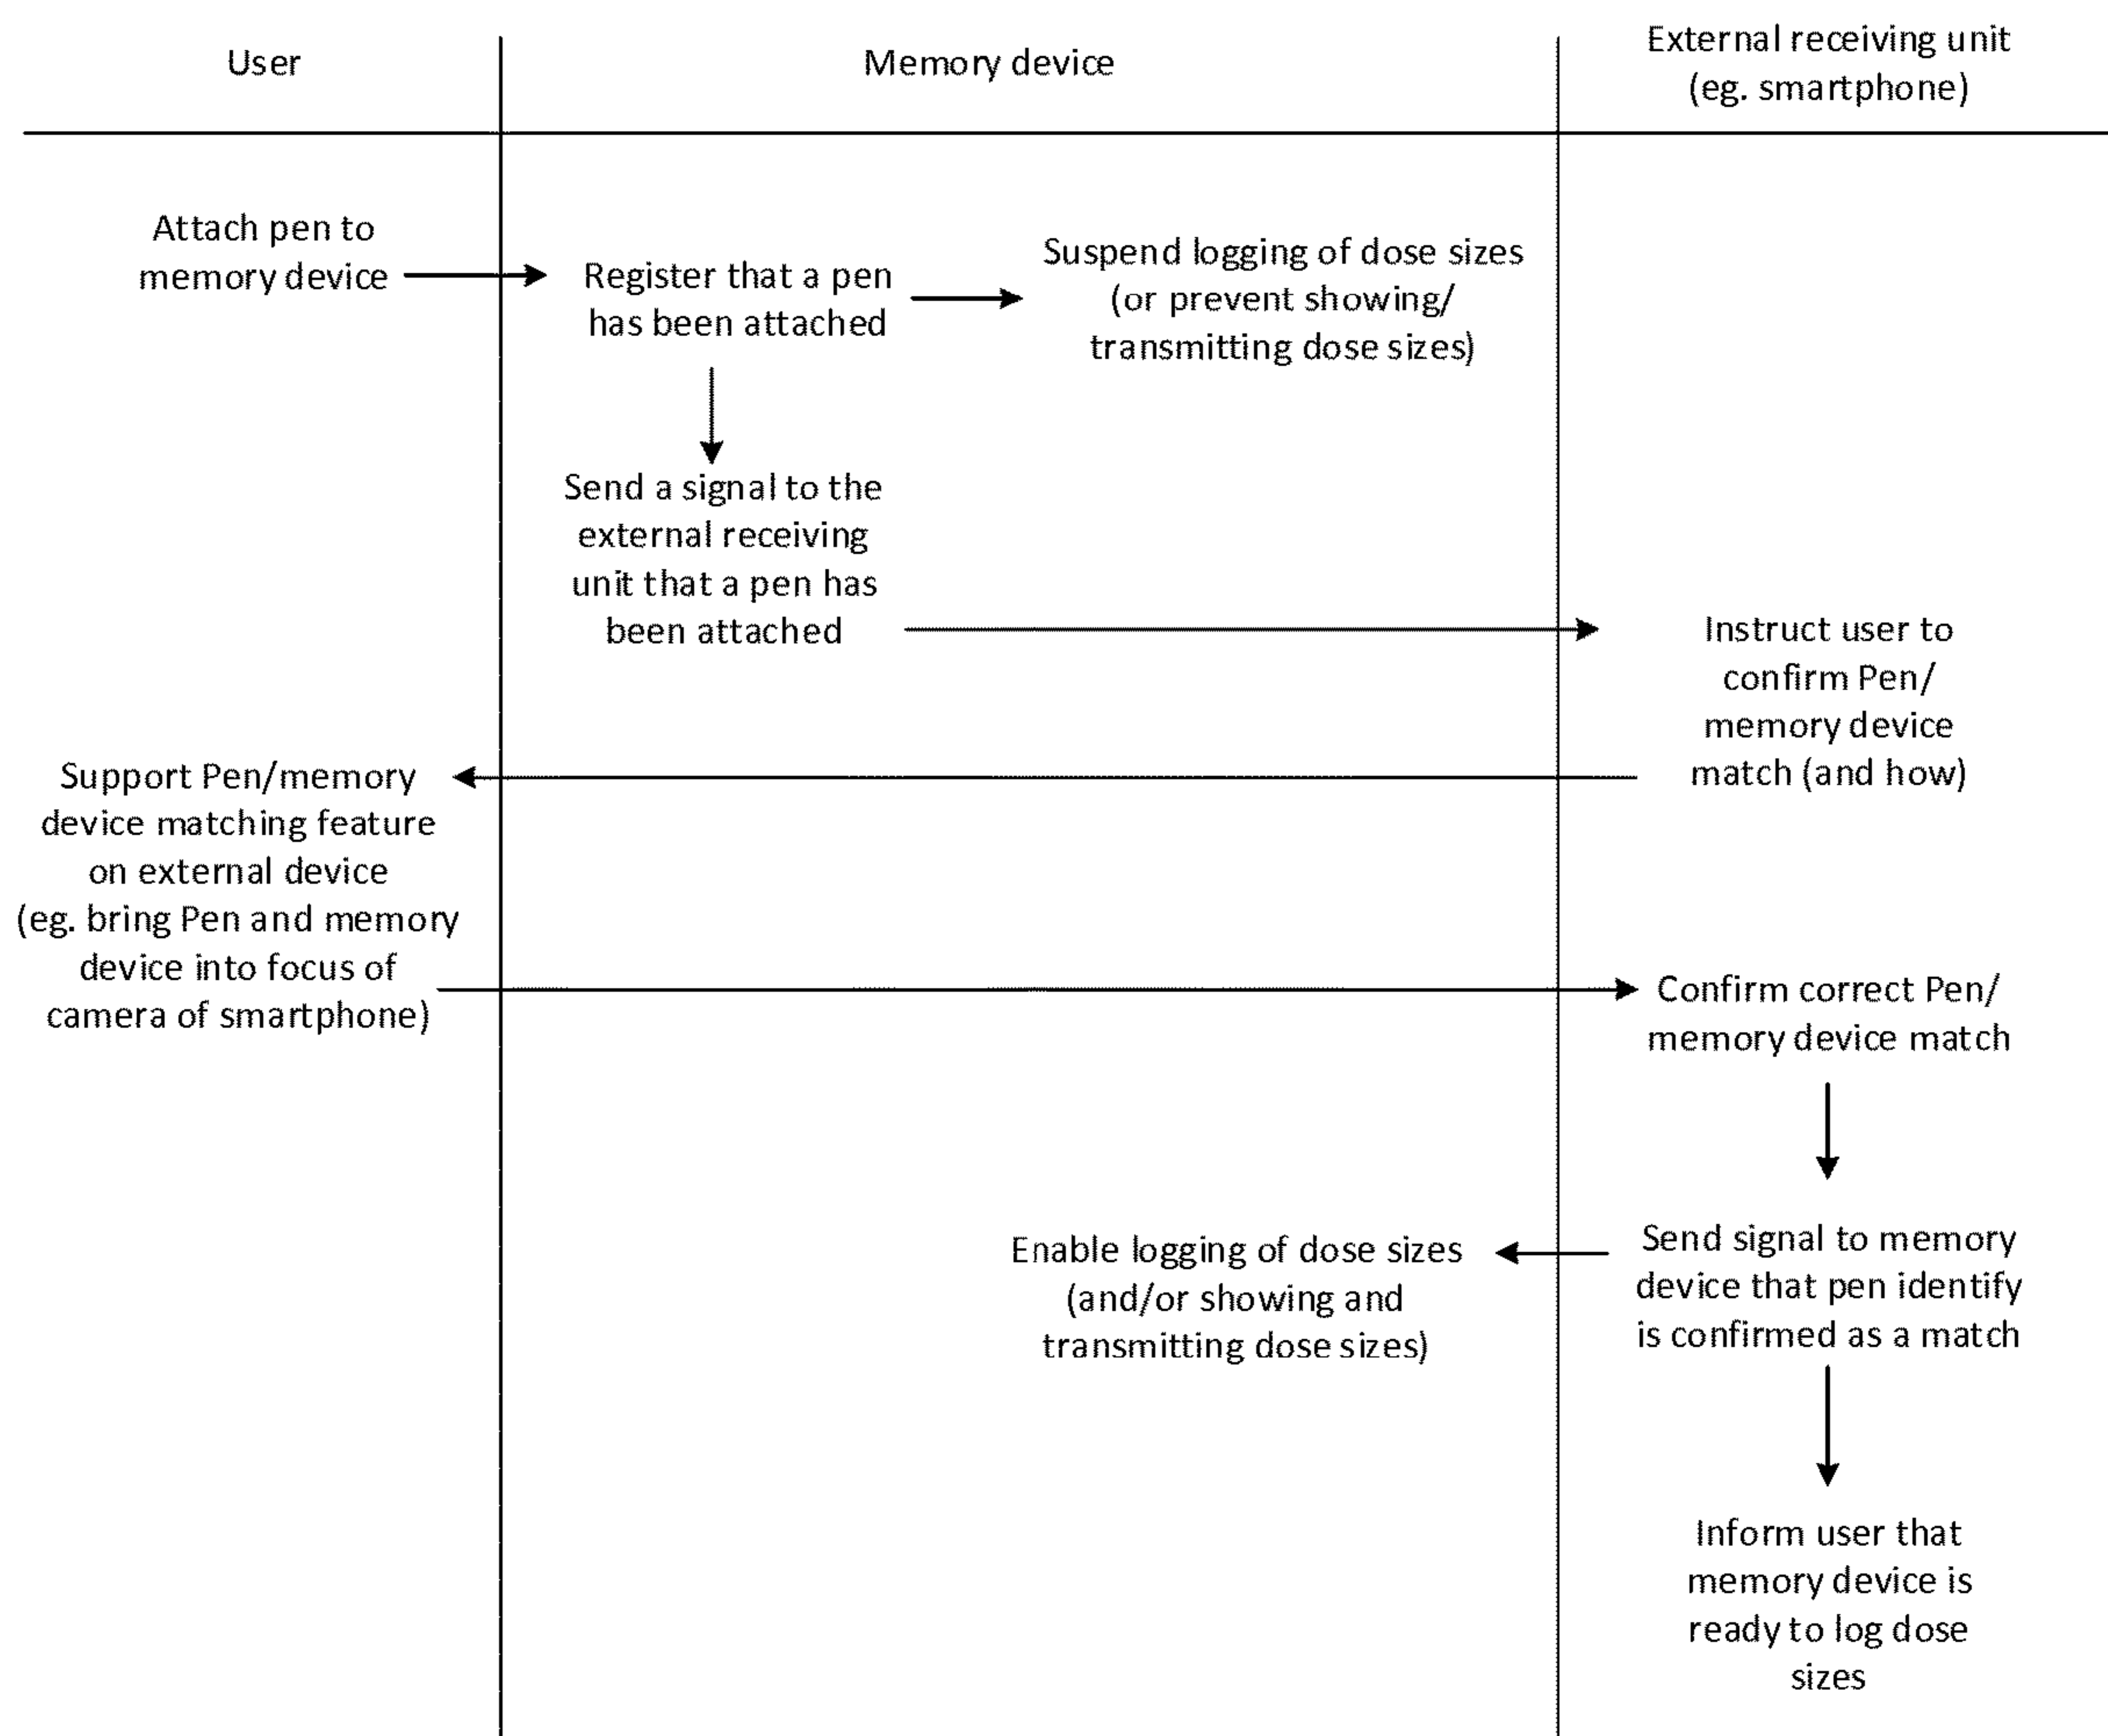 User
Memory device
External receiving unit
(eg. smartphone)
Attach pen to
memory device
Register that a pen
has been attached
Suspend logging of dose sizes
(or prevent showing/
transmitting dose sizes)
Send a signal to the
external receiving
unit that a pen has
been attached
Instruct user to
confirm Pen/
memory device
match (and how)
Support Pen/memory
device matching feature
on external device
(eg. bring Pen and memory
device into focus of
camera of smartphone)
Confirm correct Pen/
memory device match
Send signal to memory
device that pen identify
is confirmed as a match
Enable logging of dose sizes
(and/or showing and
transmitting dose sizes)
Inform user that
memory device is
ready to log dose
sizes